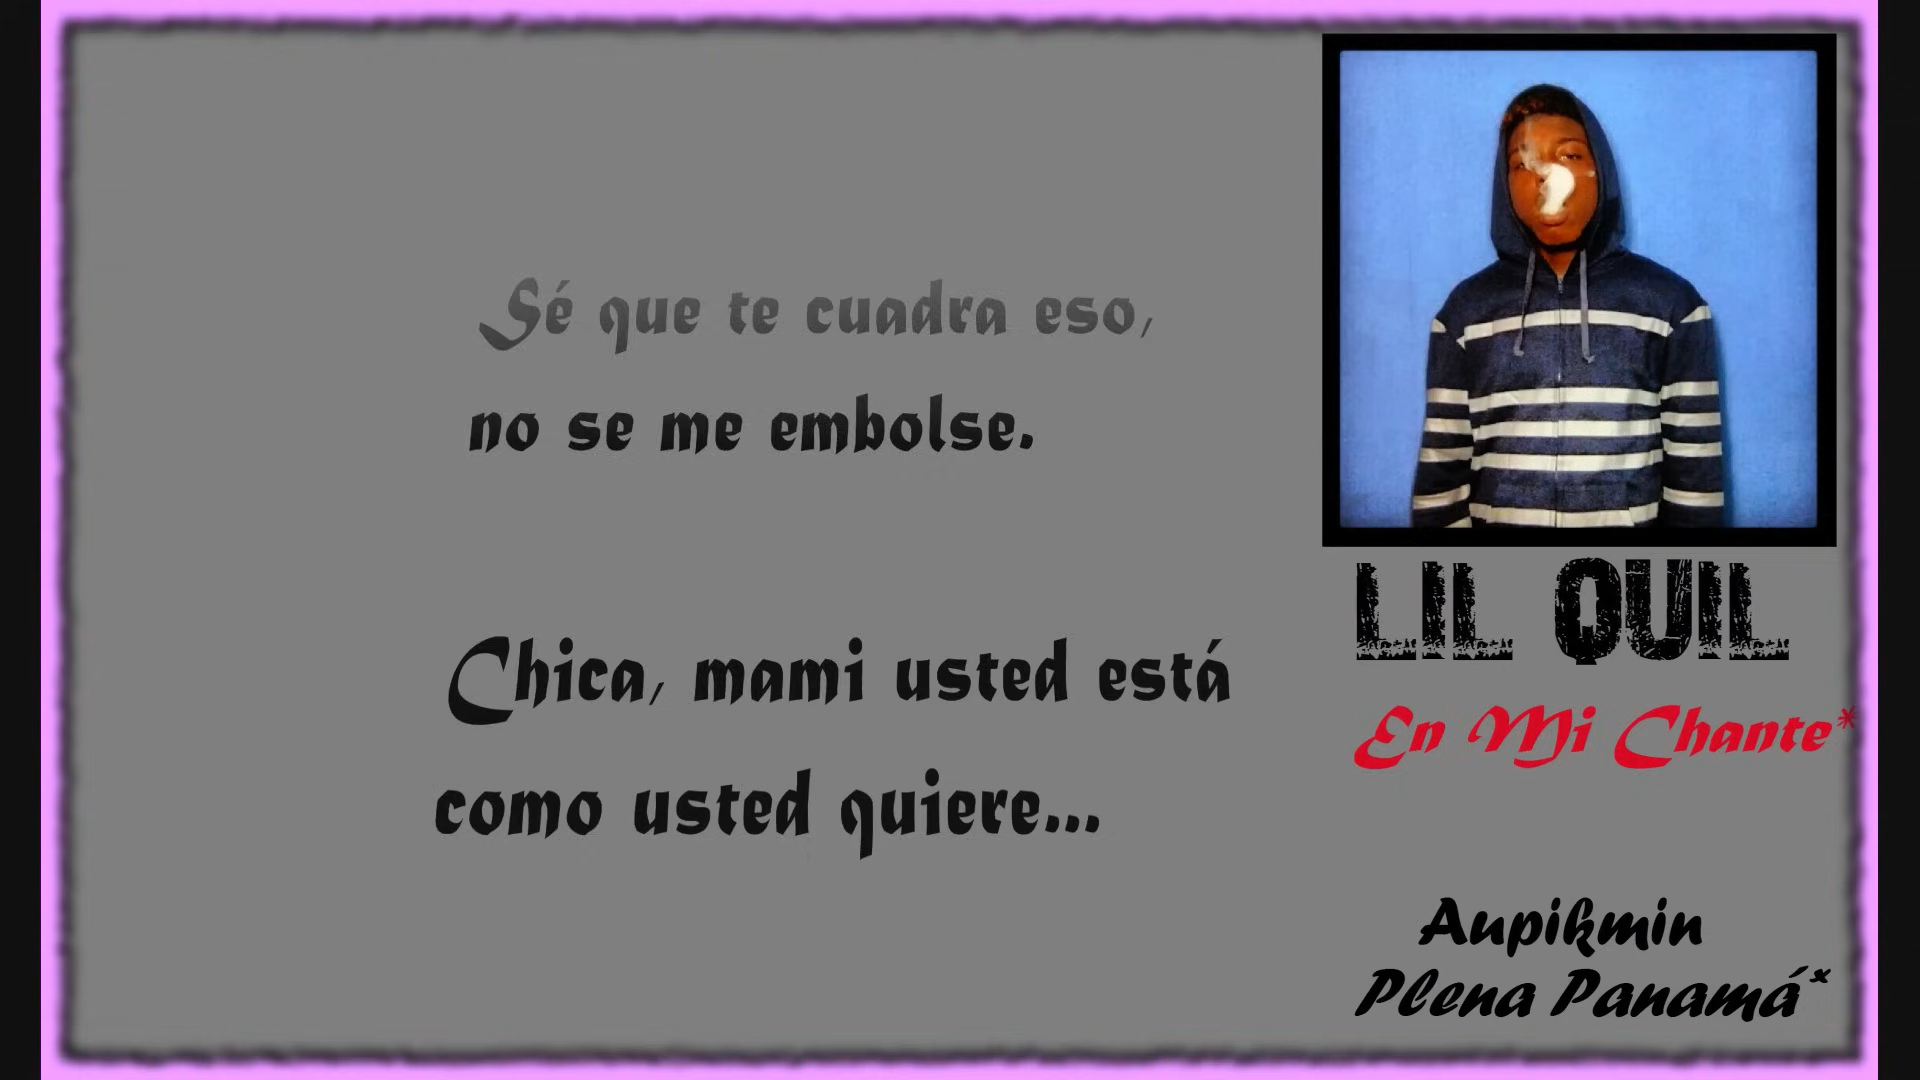 Sé que te cuadra eso,
no se me embolse.
Chica, mami usted está
como usted quiere...
LIL QUIL
En Mi Chante*
Aupikmin
Plena Panamá*